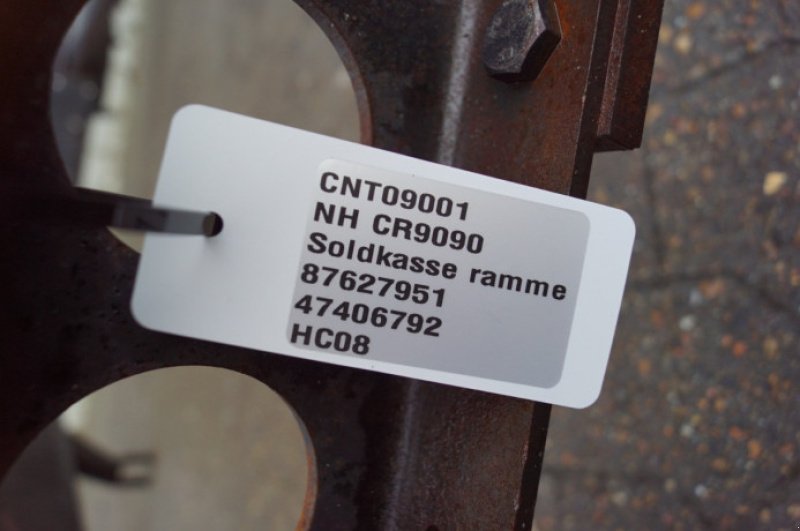 CNT09001
NH CR9090
Soldkasse ramme
87627951
47406792
HC08